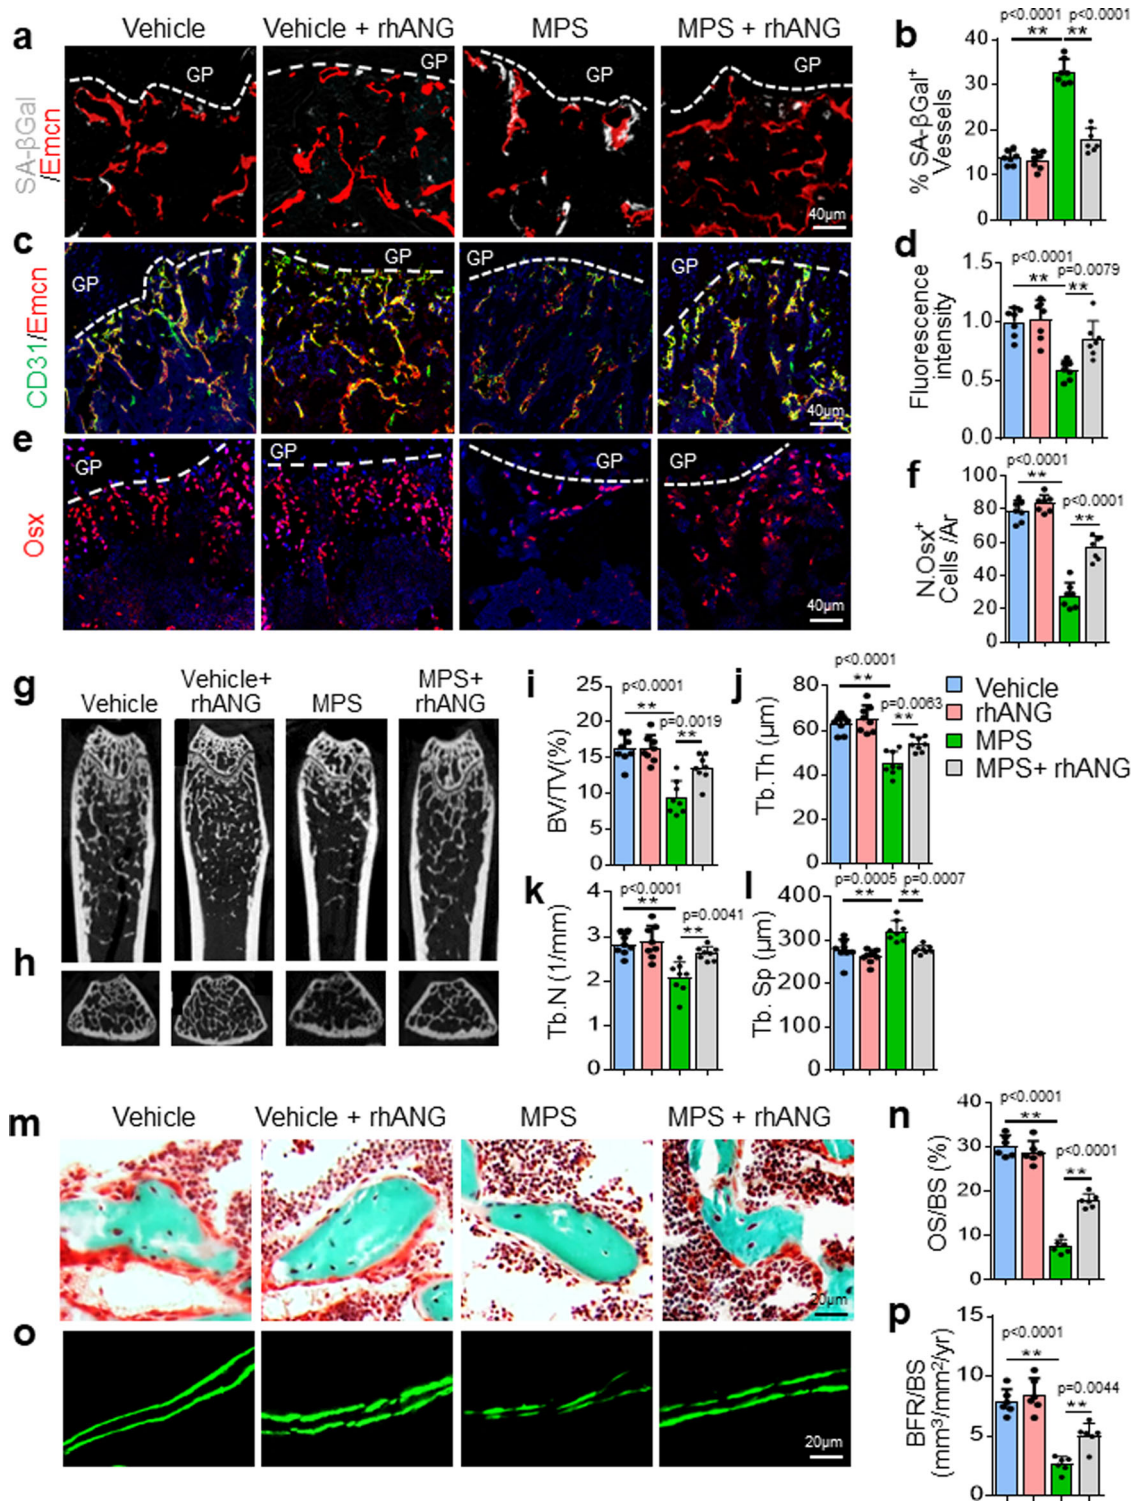 a
Vehicle
Vehicle + rhANG
MPS
MPS + rhANG
SA-βGal
/Emcn
GP
GP
GP
GP
40µm
b
p<0.0001
p<0.0001
**
**
% SA-βGal+
Vessels
40
30
20
10
0
c
CD31/Emcn
GP
GP
GP
GP
40µm
d
p<0.0001
p=0.0079
**
**
Fluorescence
intensity
1.5
1.0
0.5
0.0
e
Osx
GP
GP
GP
GP
40µm
f
p<0.0001
**
p<0.0001
**
N.Osx+
Cells /Ar
100
80
60
40
20
0
g
Vehicle
Vehicle+
rhANG
MPS
MPS+
rhANG
h
i
p<0.0001
**
p=0.0019
**
BV/TV(%)
25
20
15
10
5
0
j
p<0.0001
**
p=0.0063
**
Tb.Th (µm)
80
60
40
20
0
Vehicle
rhANG
MPS
MPS+ rhANG
k
p<0.0001
**
p=0.0041
**
Tb.N (1/mm)
4
3
2
1
0
l
p=0.0005
p=0.0007
**
**
Tb. Sp (µm)
400
300
200
100
0
m
Vehicle
Vehicle + rhANG
MPS
MPS + rhANG
20µm
n
p<0.0001
**
p<0.0001
**
OS/BS (%)
40
30
20
10
0
o
20µm
p
p<0.0001
**
p=0.0044
**
BFR/BS
(mm³/mm²/yr)
15
10
5
0